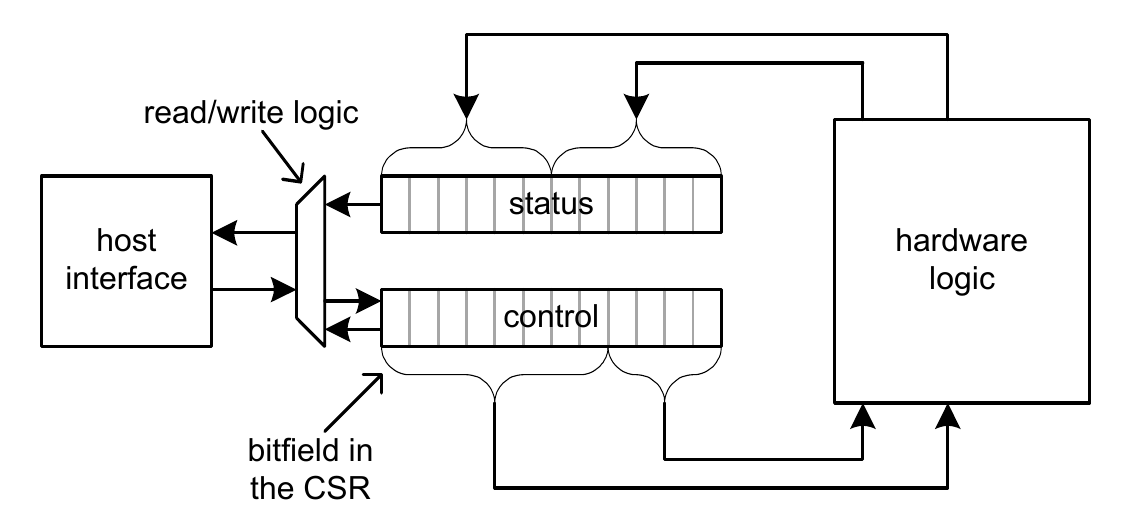 read/write logic
host
interface
status
control
hardware
logic
bitfield in
the CSR